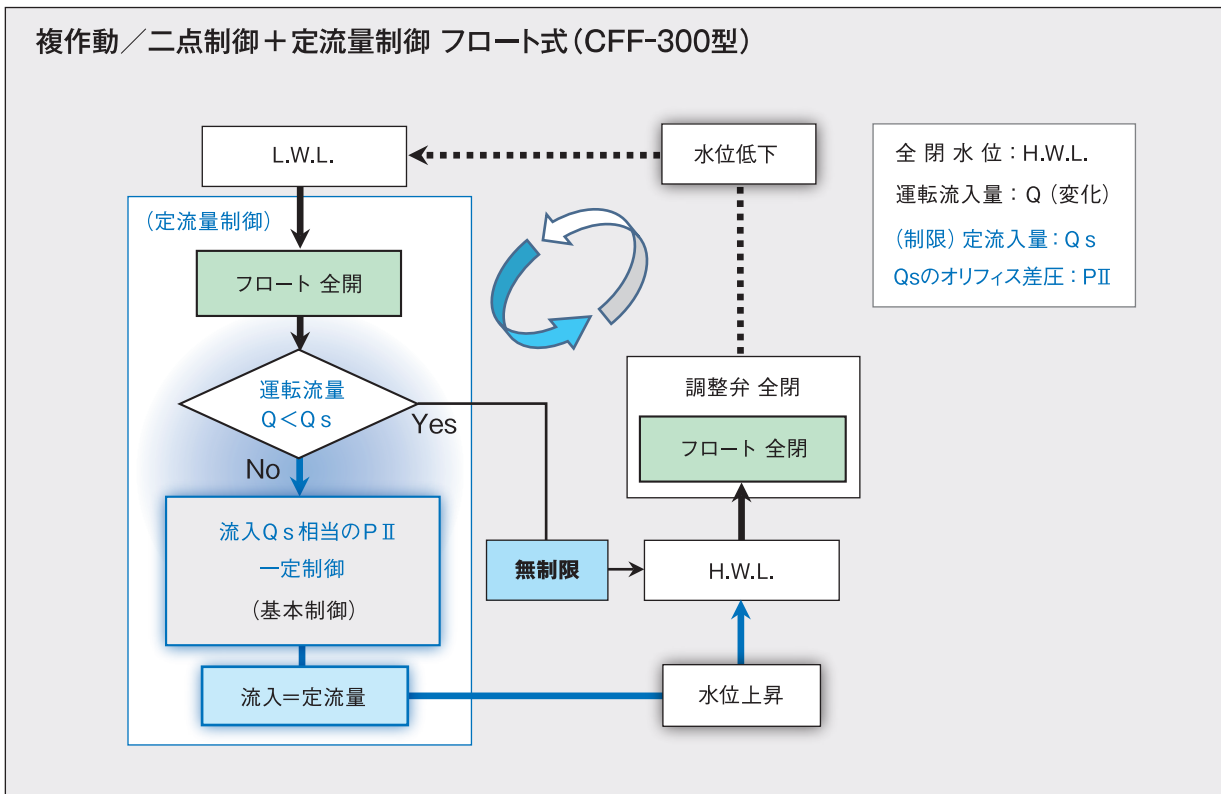 複作動／二点制御＋定流量制御 フロート式（CFF-300型）
L.W.L.
水位低下
全閉水位：H.W.L.
運転流入量：Q（変化）
（制限）定流入量：Qs
Qsのオリフィス差圧：PⅡ
（定流量制御）
フロート 全開
運転流量
Q＜Qs
Yes
No
調整弁 全閉
フロート 全閉
流入Qs相当のPⅡ
一定制御
（基本制御）
無制限
H.W.L.
流入＝定流量
水位上昇